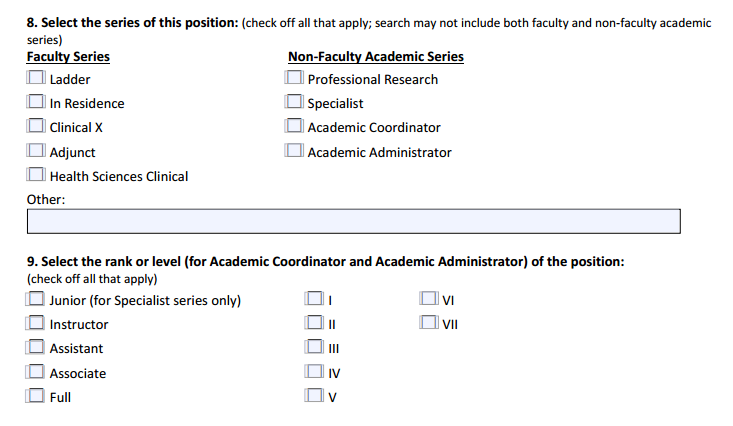 8. Select the series of this position: (check off all that apply; search may not include both faculty and non-faculty academic
series)
Faculty Series
Ladder
In Residence
Clinical X
Adjunct
Health Sciences Clinical
Non-Faculty Academic Series
Professional Research
Specialist
Academic Coordinator
Academic Administrator
Other:
9. Select the rank or level (for Academic Coordinator and Academic Administrator) of the position:
(check off all that apply)
Junior (for Specialist series only)
Instructor
Assistant
Associate
Full
I
II
III
IV
V
VI
VII